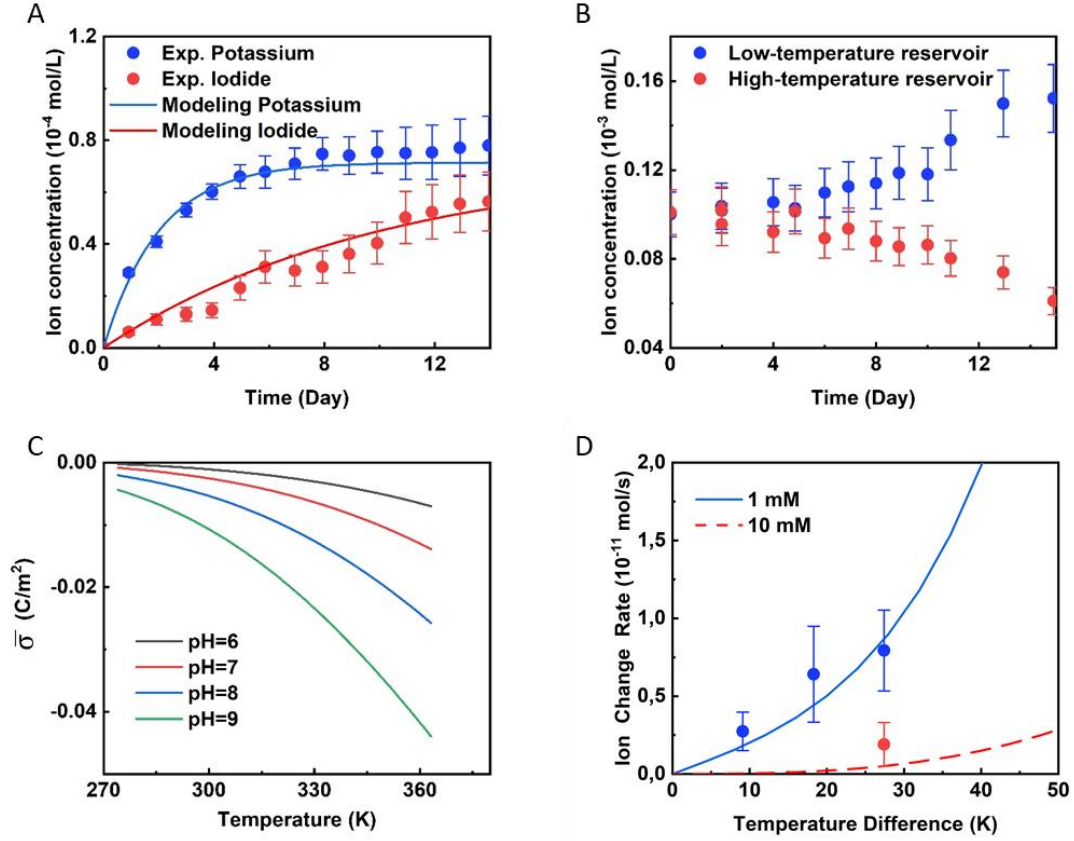 A
Ion concentration (10⁻⁴ mol/L)
1.2
0.8
0.4
0.0
Exp. Potassium
Exp. Iodide
Modeling Potassium
Modeling Iodide
0 4 8 12
Time (Day)
B
Ion concentration (10⁻³ mol/L)
0.16
0.12
0.08
0.04
Low-temperature reservoir
High-temperature reservoir
0 4 8 12
Time (Day)
C
σ̅ (C/m²)
0.00
-0.02
-0.04
pH=6
pH=7
pH=8
pH=9
270 300 330 360
Temperature (K)
D
Ion Change Rate (10⁻¹¹ mol/s)
2,0
1,5
1,0
0,5
0,0
1 mM
10 mM
0 10 20 30 40 50
Temperature Difference (K)